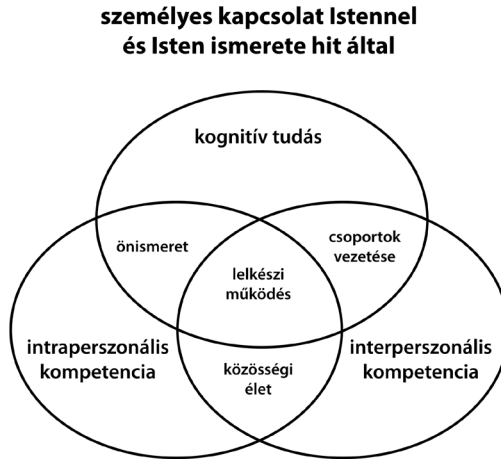 személyes kapcsolat Istennel
és Isten ismerete hit által
kognitív tudás
önismeret
csoportok
vezetése
lelkészi
működés
intraperszonális
kompetencia
interperszonális
kompetencia
közösségi
élet